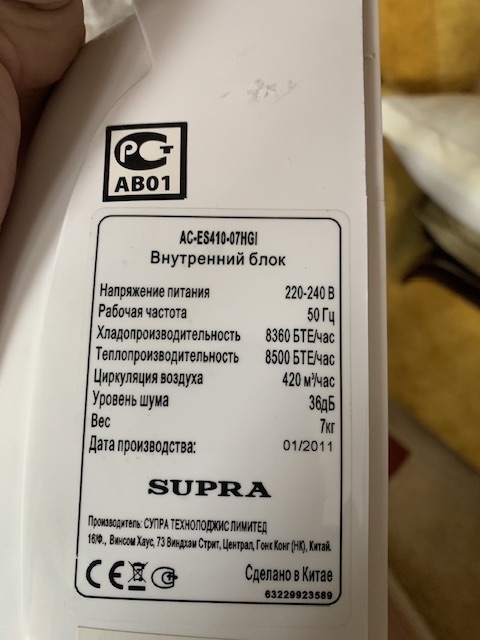 РСТ
АВ01
AC-ES410-07HGI
Внутренний блок
Напряжение питания 220-240 В
Рабочая частота 50 Гц
Хладопроизводительность 8360 БТЕ/час
Теплопроизводительность 8500 БТЕ/час
Циркуляция воздуха 420 м³/час
Уровень шума 36дБ
Вес 7кг
Дата производства: 01/2011
SUPRA
Производитель: СУПРА ТЕХНОЛОДЖИС ЛИМИТЕД
16/Ф., Винсом Хаус, 73 Виндхэм Стрит, Централ, Гонк Конг (НК), Китай.
CE Сделано в Китае
63229923589